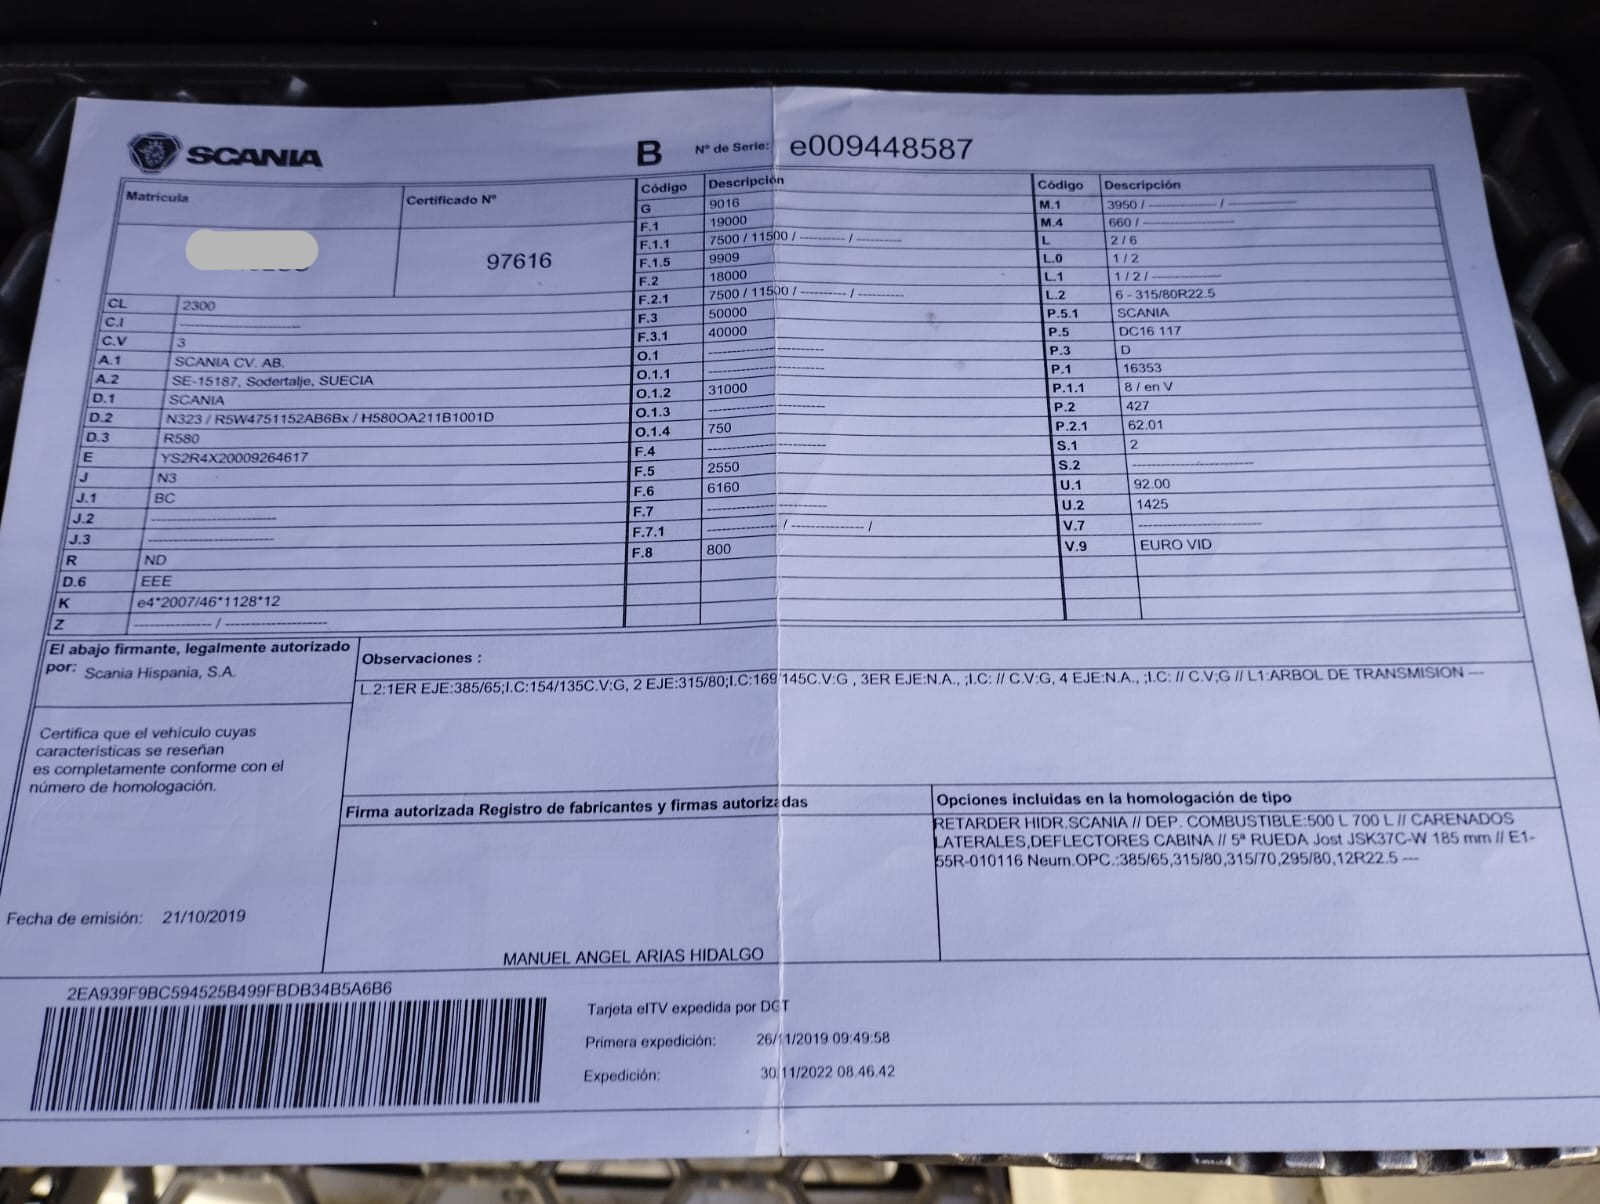 SCANIA
B Nº de Serie: e009448587
Matrícula
Certificado Nº
97616
CL 2300
C.I ----------
C.V 3
A.1 SCANIA CV. AB.
A.2 SE-15187, Sodertalje, SUECIA
D.1 SCANIA
D.2 N323 / R5W4751152AB6Bx / H580OA211B1001D
D.3 R580
E YS2R4X20009264617
J N3
J.1 BC
J.2 ----------
J.3 ----------
R ND
D.6 EEE
K e4*2007/46*1128*12
Z ---------- / ----------
Código Descripción
G 9016
F.1 19000
F.1.1 7500 / 11500 / ---------- / ----------
F.1.5 9909
F.2 18000
F.2.1 7500 / 11500 / ---------- / ----------
F.3 50000
F.3.1 40000
O.1 ----------
O.1.1 ----------
O.1.2 31000
O.1.3 ----------
O.1.4 750
F.4 ----------
F.5 2550
F.6 6160
F.7 ----------
F.7.1 ---------- / ---------- /
F.8 800
Código Descripción
M.1 3950 / ---------- / ----------
M.4 660 / ----------
L 2 / 6
L.0 1 / 2
L.1 1 / 2 / ----------
L.2 6 - 315/80R22.5
P.5.1 SCANIA
P.5 DC16 117
P.3 D
P.1 16353
P.1.1 8 / en V
P.2 427
P.2.1 62.01
S.1 2
S.2 ----------
U.1 92.00
U.2 1425
V.7 ----------
V.9 EURO VID
El abajo firmante, legalmente autorizado
por: Scania Hispania, S.A.
Certifica que el vehículo cuyas
características se reseñan
es completamente conforme con el
número de homologación.
Fecha de emisión: 21/10/2019
Observaciones :
L.2:1ER EJE:385/65;I.C:154/135C.V:G, 2 EJE:315/80;I.C:169/145C.V:G , 3ER EJE:N.A., ;I.C: // C.V:G, 4 EJE:N.A., ;I.C: // C.V;G // L1:ARBOL DE TRANSMISION ---
Firma autorizada Registro de fabricantes y firmas autorizadas
MANUEL ANGEL ARIAS HIDALGO
Opciones incluidas en la homologación de tipo
RETARDER HIDR.SCANIA // DEP. COMBUSTIBLE:500 L 700 L // CARENADOS
LATERALES,DEFLECTORES CABINA // 5ª RUEDA Jost JSK37C-W 185 mm // E1-
55R-010116 Neum.OPC.:385/65,315/80,315/70,295/80,12R22.5 ---
2EA939F9BC594525B499FBDB34B5A6B6
Tarjeta eITV expedida por DGT
Primera expedición: 26/11/2019 09:49:58
Expedición: 30/11/2022 08.46.42